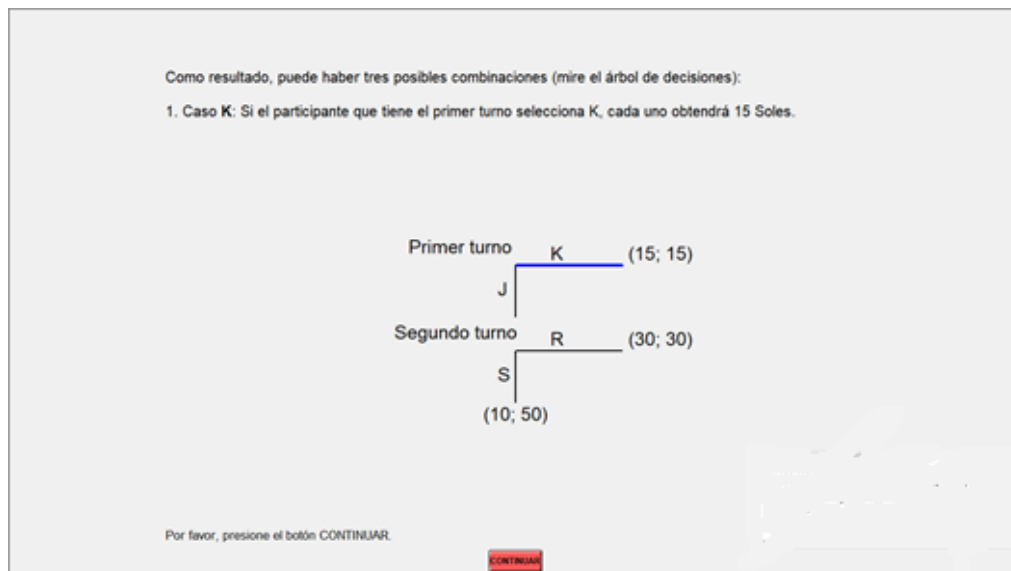 Como resultado, puede haber tres posibles combinaciones (mire el árbol de decisiones):
1. Caso K: Si el participante que tiene el primer turno selecciona K, cada uno obtendrá 15 Soles.
Primer turno K (15; 15)
J
Segundo turno R (30; 30)
S
(10; 50)
Por favor, presione el botón CONTINUAR.
CONTINUAR